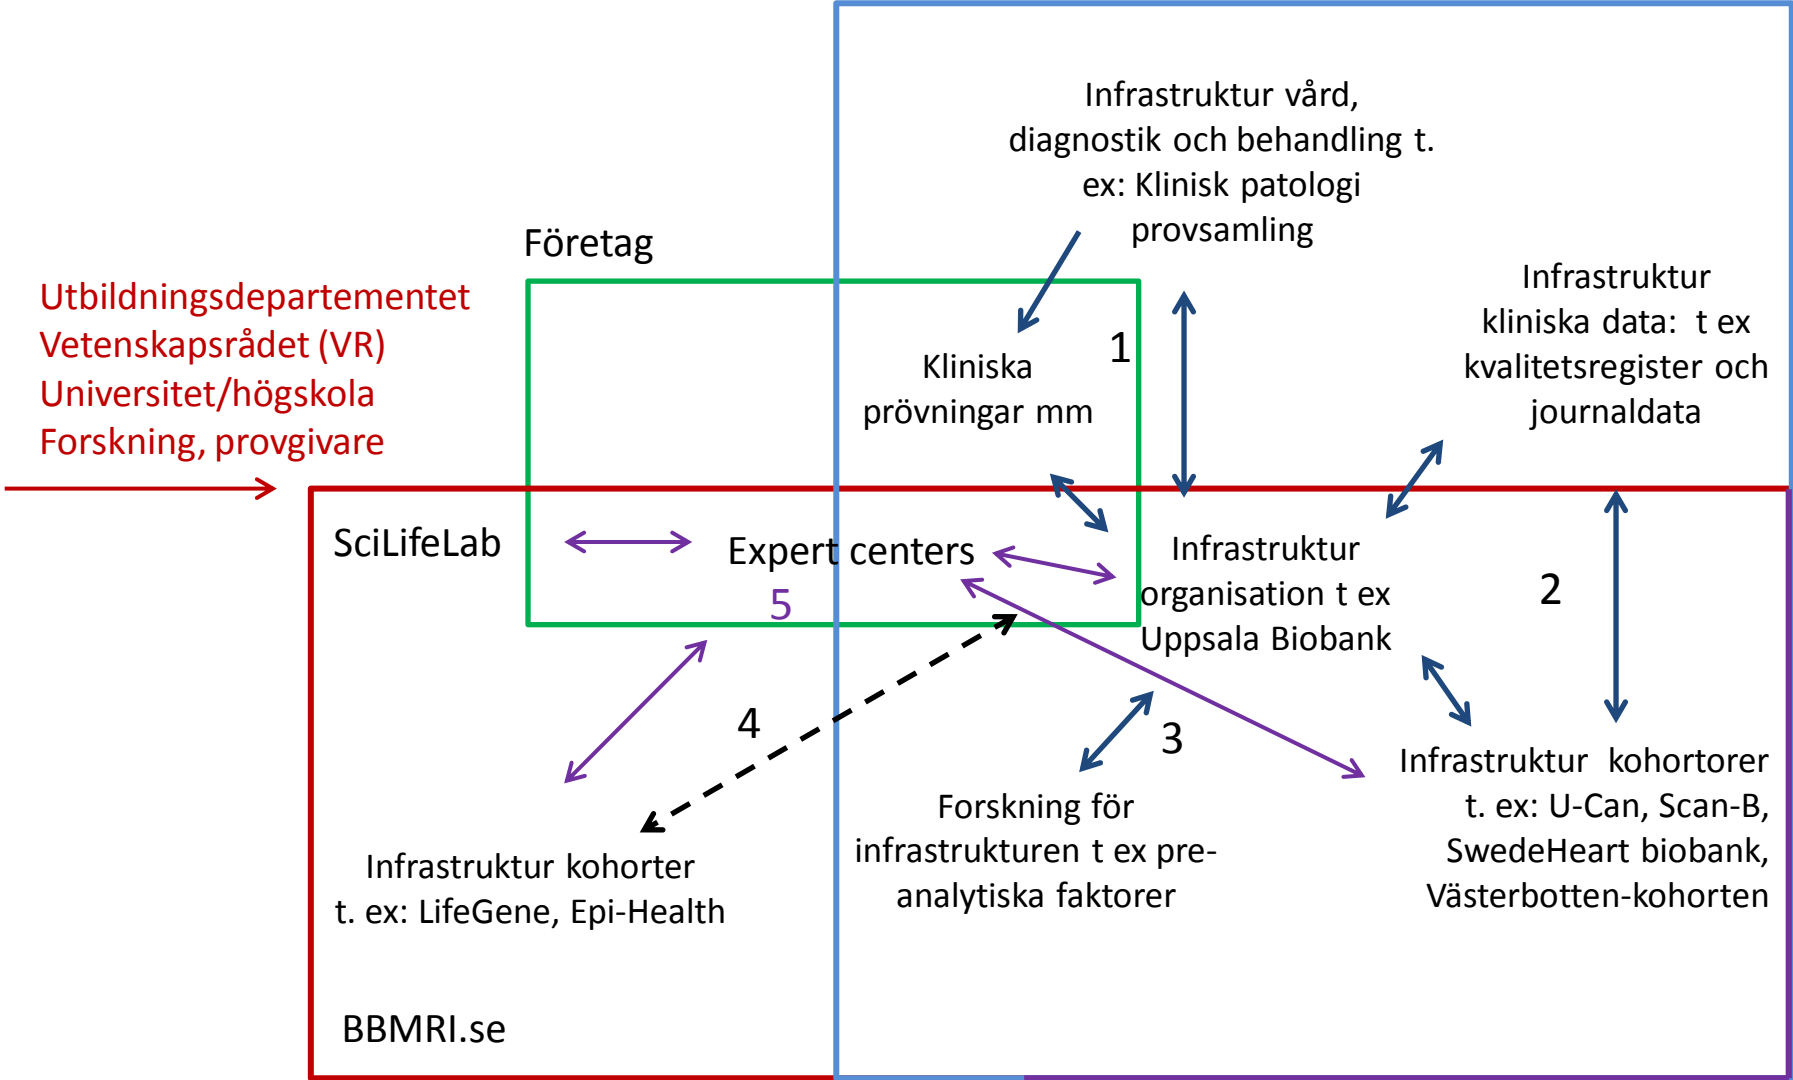 Infrastruktur vård,
diagnostik och behandling t.
ex: Klinisk patologi
provsamling
Företag
Utbildningsdepartementet
Vetenskapsrådet (VR)
Universitet/högskola
Forskning, provgivare
Infrastruktur
kliniska data: t ex
kvalitetsregister och
journaldata
1
Kliniska
prövningar mm
SciLifeLab
Expert centers
5
Infrastruktur
organisation t ex
Uppsala Biobank
2
4
3
Infrastruktur kohortorer
t. ex: U-Can, Scan-B,
SwedeHeart biobank,
Västerbotten-kohorten
Forskning för
infrastrukturen t ex pre-
analytiska faktorer
Infrastruktur kohorter
t. ex: LifeGene, Epi-Health
BBMRI.se